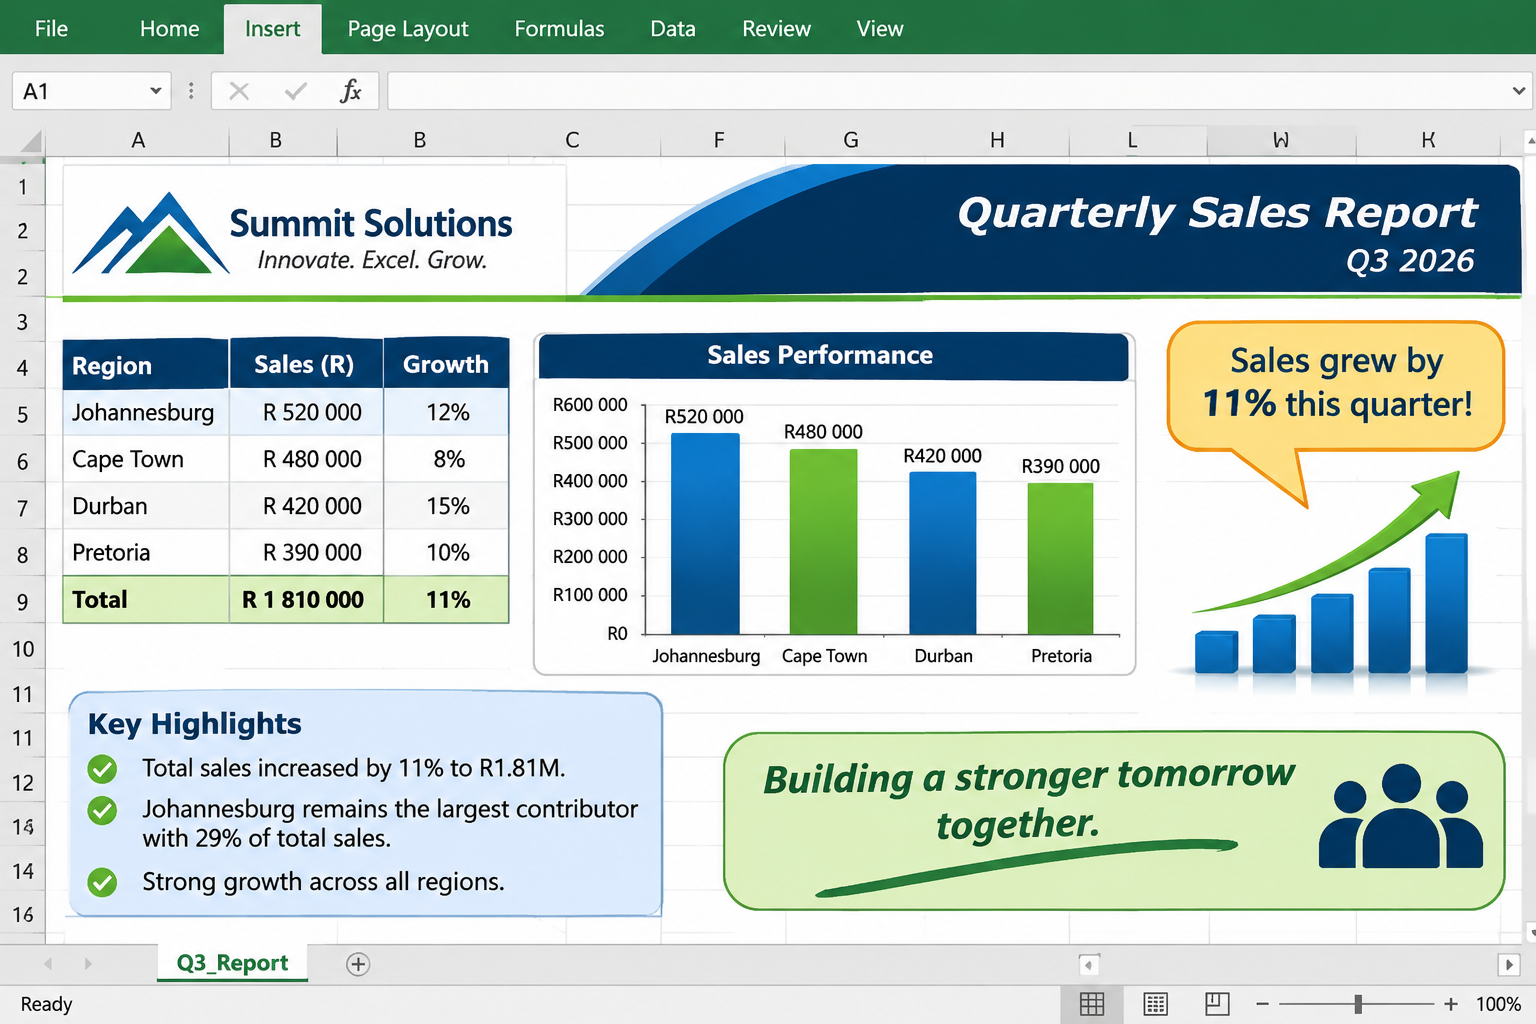 File Home Insert Page Layout Formulas Data Review View
A1 fx
A B B C F G H L W K
1
2
2
3
4
5
6
7
8
9
10
11
11
12
14
16
Summit Solutions
Innovate. Excel. Grow.
Quarterly Sales Report
Q3 2026
Region Sales (R) Growth
Johannesburg R 520 000 12%
Cape Town R 480 000 8%
Durban R 420 000 15%
Pretoria R 390 000 10%
Total R 1 810 000 11%
Sales Performance
R600 000
R500 000
R400 000
R300 000
R200 000
R100 000
R0
R520 000
R480 000
R420 000
R390 000
Johannesburg Cape Town Durban Pretoria
Sales grew by
11% this quarter!
Key Highlights
Total sales increased by 11% to R1.81M.
Johannesburg remains the largest contributor
with 29% of total sales.
Strong growth across all regions.
Building a stronger tomorrow
together.
Q3_Report
Ready
100%